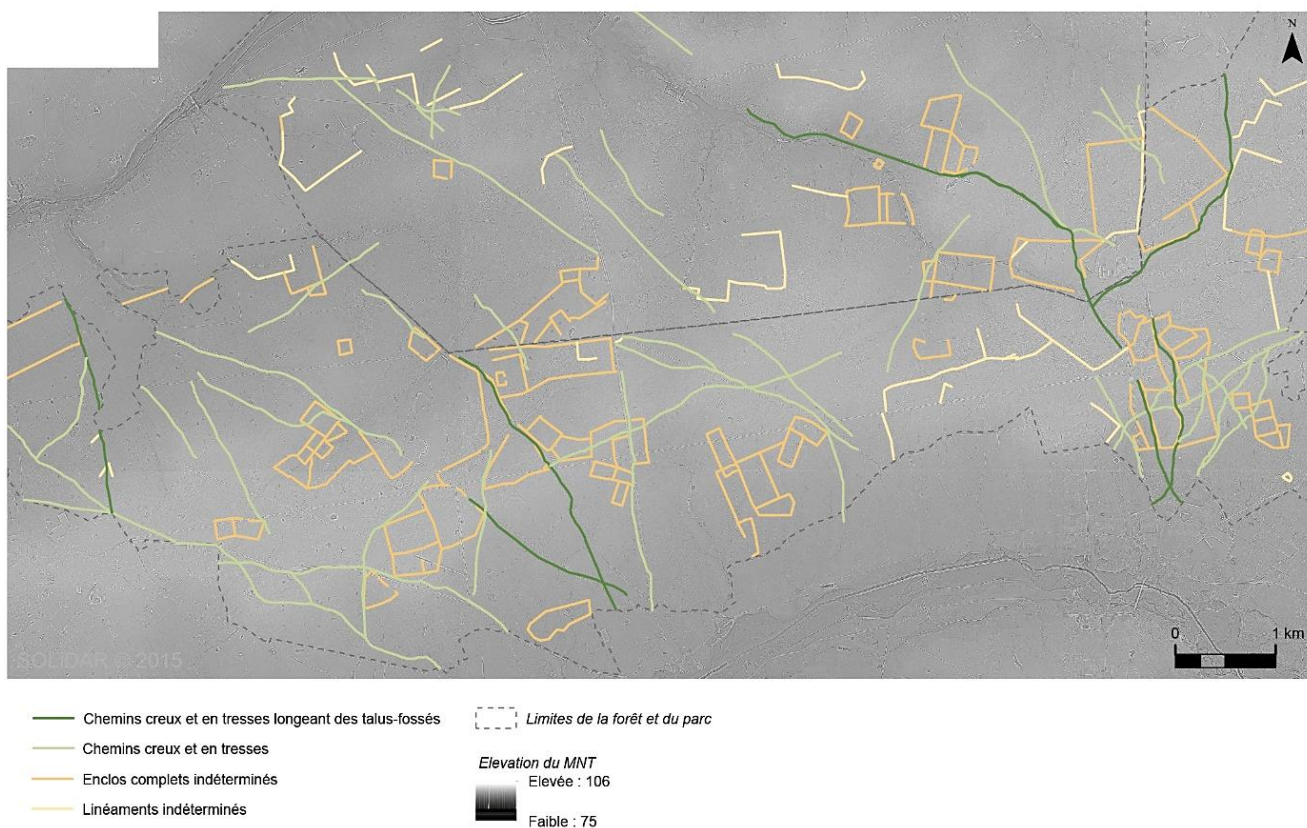 N
0
1 km
SOLiDAR © 2015
Chemins creux et en tresses longeant des talus-fossés
Chemins creux et en tresses
Enclos complets indéterminés
Linéaments indéterminés
Limites de la forêt et du parc
Elevation du MNT
Elevée : 106
Faible : 75